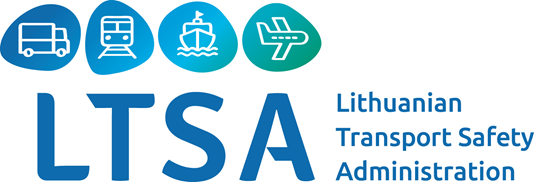 LTSA
Lithuanian
Transport Safety
Administration